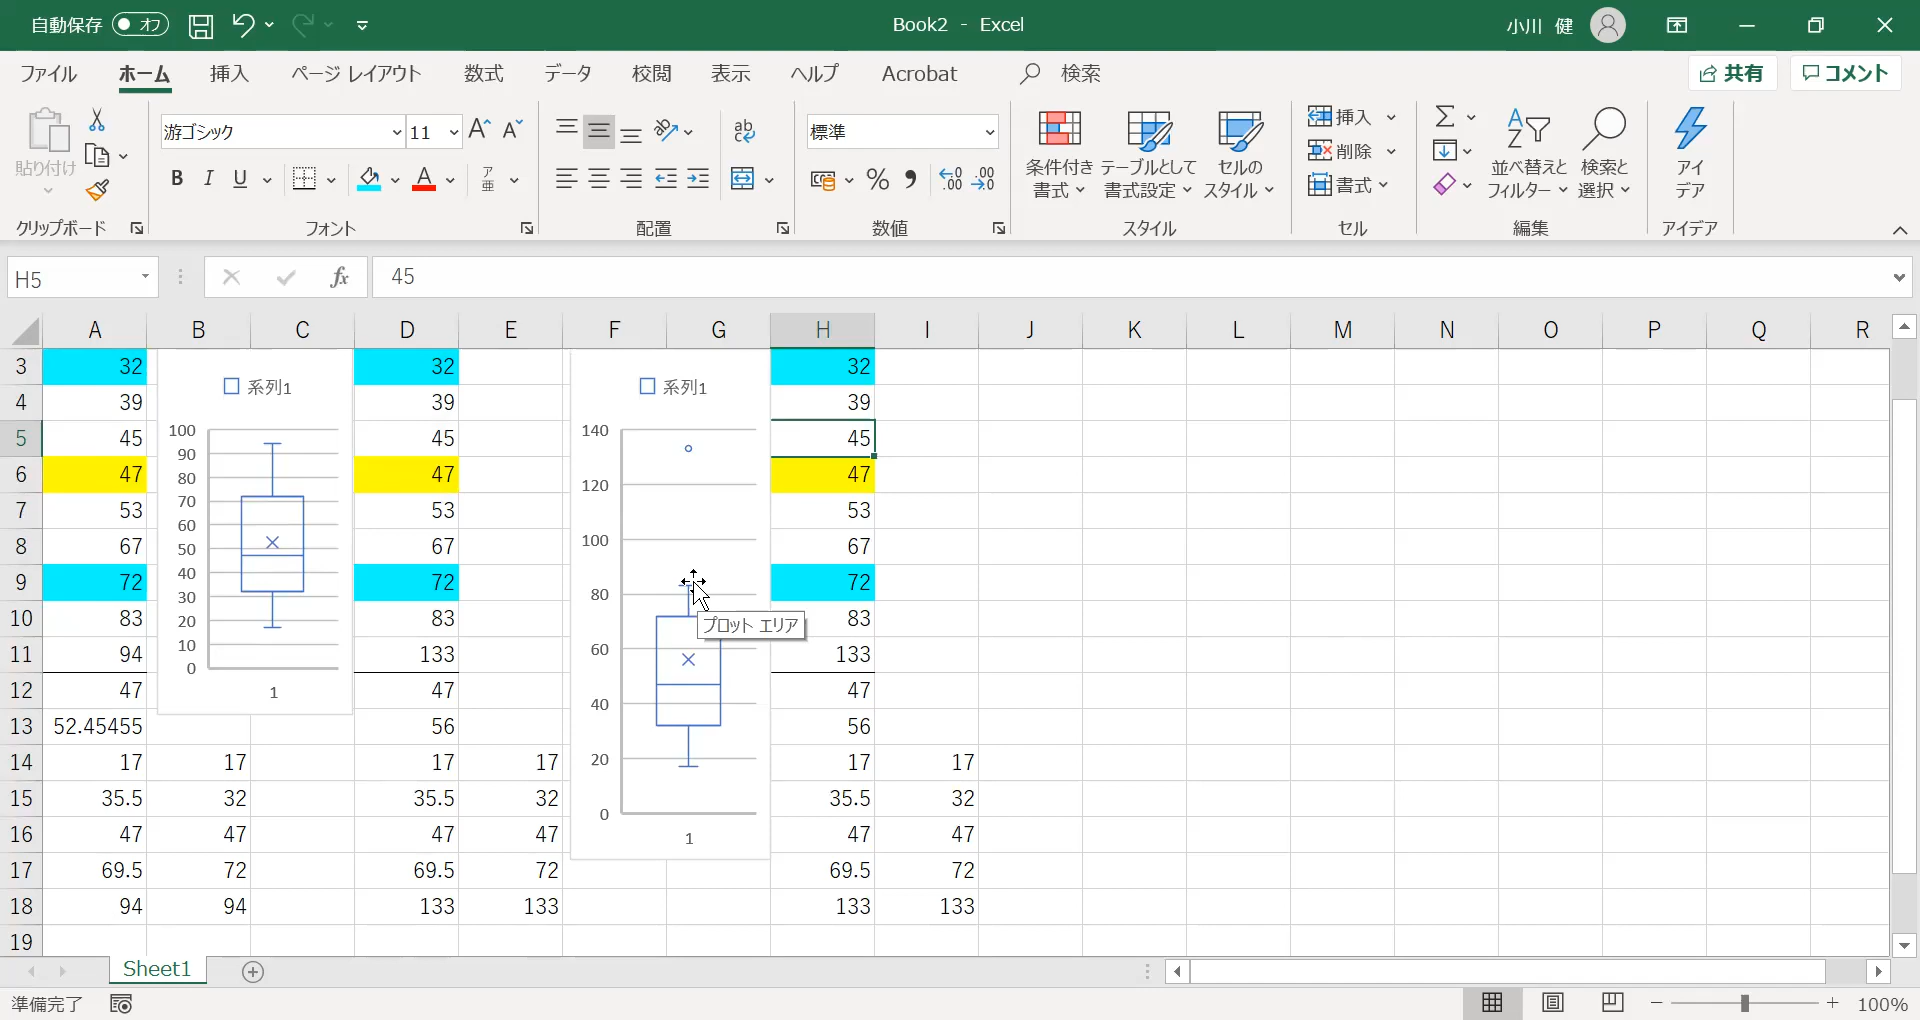 自動保存 オフ
Book2 - Excel
小川 健
ファイル ホーム 挿入 ページ レイアウト 数式 データ 校閲 表示 ヘルプ Acrobat 検索 共有 コメント
貼り付け
クリップボード
游ゴシック 11
B I U
ア
亜
フォント
ab
配置
標準
%
数値
条件付き
書式
テーブルとして
書式設定
セルの
スタイル
スタイル
挿入
削除
書式
セル
並べ替えと
フィルター
検索と
選択
編集
アイ
デア
アイデア
H5 fx 45
A B C D E F G H I J K L M N O P Q R
3 32 32 32
4 39 39 39
5 45 45 45
6 47 47 47
7 53 53 53
8 67 67 67
9 72 72 72
10 83 83 83
11 94 133 133
12 47 47 47
13 52.45455 56 56
14 17 17 17 17 17 17
15 35.5 32 35.5 32 35.5 32
16 47 47 47 47 47 47
17 69.5 72 69.5 72 69.5 72
18 94 94 133 133 133 133
19
系列1
100
90
80
70
60
50
40
30
20
10
0
1
系列1
140
120
100
80
60
40
20
0
1
プロット エリア
Sheet1
準備完了
100%